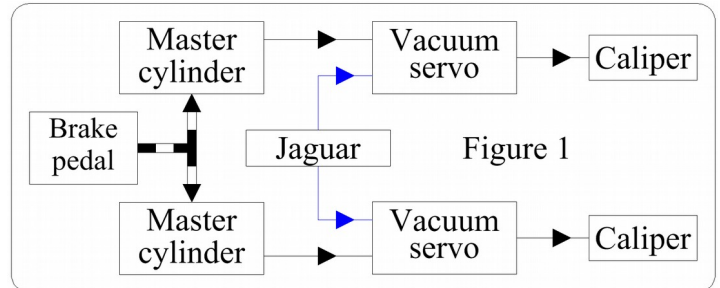 Master
cylinder
Vacuum
servo
Caliper
Brake
pedal
Jaguar
Figure 1
Master
cylinder
Vacuum
servo
Caliper